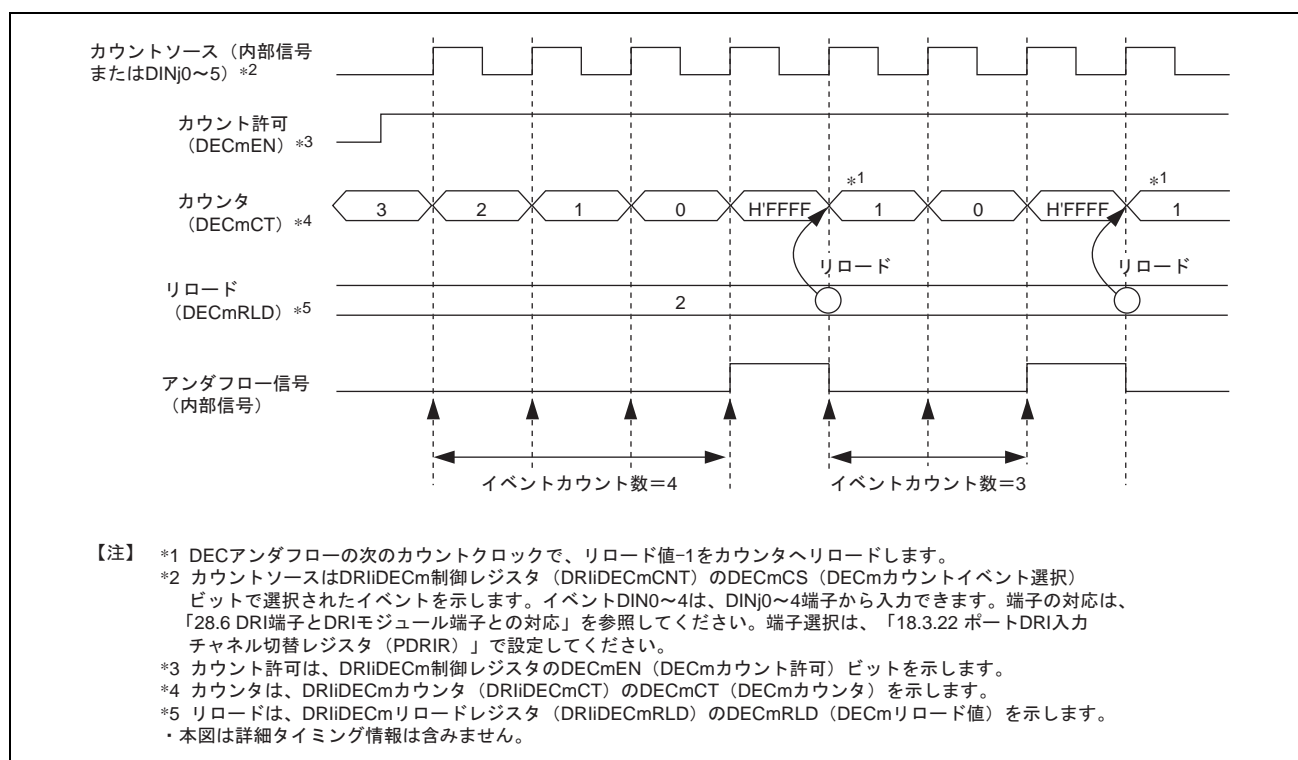 カウントソース（内部信号
またはDINj0～5）*2
カウント許可
（DECmEN）*3
*1
*1
カウンタ
（DECmCT）*4
3
2
1
0
H'FFFF
1
0
H'FFFF
1
リロード
リロード
リロード
（DECmRLD）*5
2
アンダフロー信号
（内部信号）
イベントカウント数＝4
イベントカウント数＝3
【注】 *1 DECアンダフローの次のカウントクロックで、リロード値-1をカウンタへリロードします。
*2 カウントソースはDRIiDECm制御レジスタ（DRIiDECmCNT）のDECmCS（DECmカウントイベント選択）
ビットで選択されたイベントを示します。イベントDIN0～4は、DINj0～4端子から入力できます。端子の対応は、
「28.6 DRI端子とDRIモジュール端子との対応」を参照してください。端子選択は、「18.3.22 ポートDRI入力
チャネル切替レジスタ（PDRIR）」で設定してください。
*3 カウント許可は、DRIiDECm制御レジスタのDECmEN（DECmカウント許可）ビットを示します。
*4 カウンタは、DRIiDECmカウンタ（DRIiDECmCT）のDECmCT（DECmカウンタ）を示します。
*5 リロードは、DRIiDECmリロードレジスタ（DRIiDECmRLD）のDECmRLD（DECmリロード値）を示します。
・本図は詳細タイミング情報は含みません。